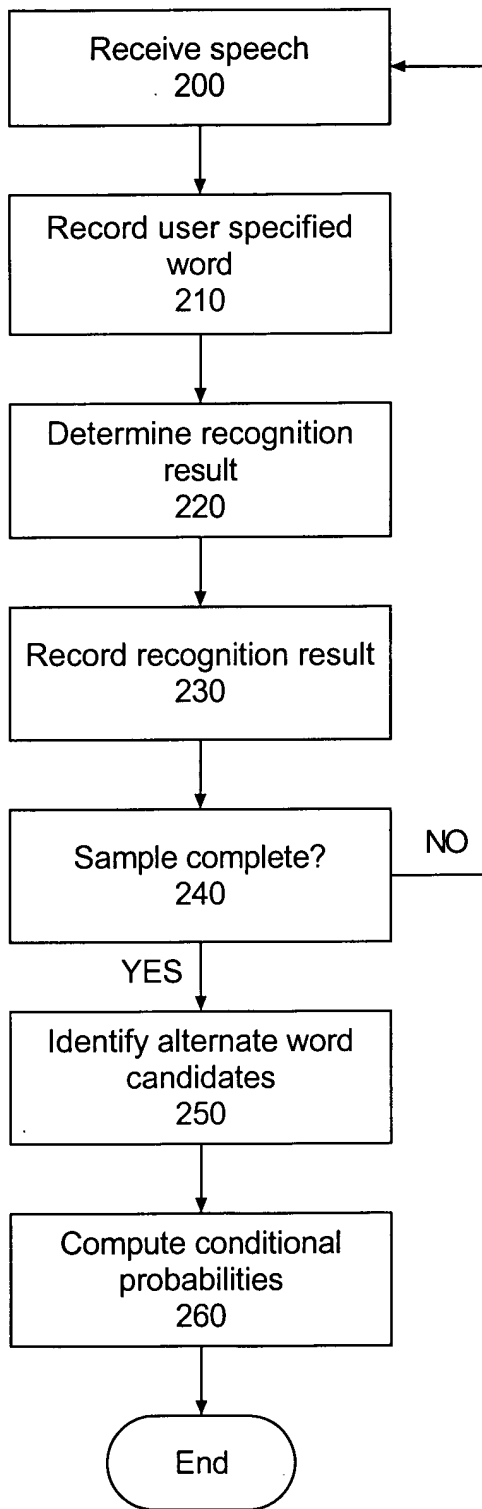 Receive speech
200
Record user specified
word
210
Determine recognition
result
220
Record recognition result
230
Sample complete?
240
NO
YES
Identify alternate word
candidates
250
Compute conditional
probabilities
260
End